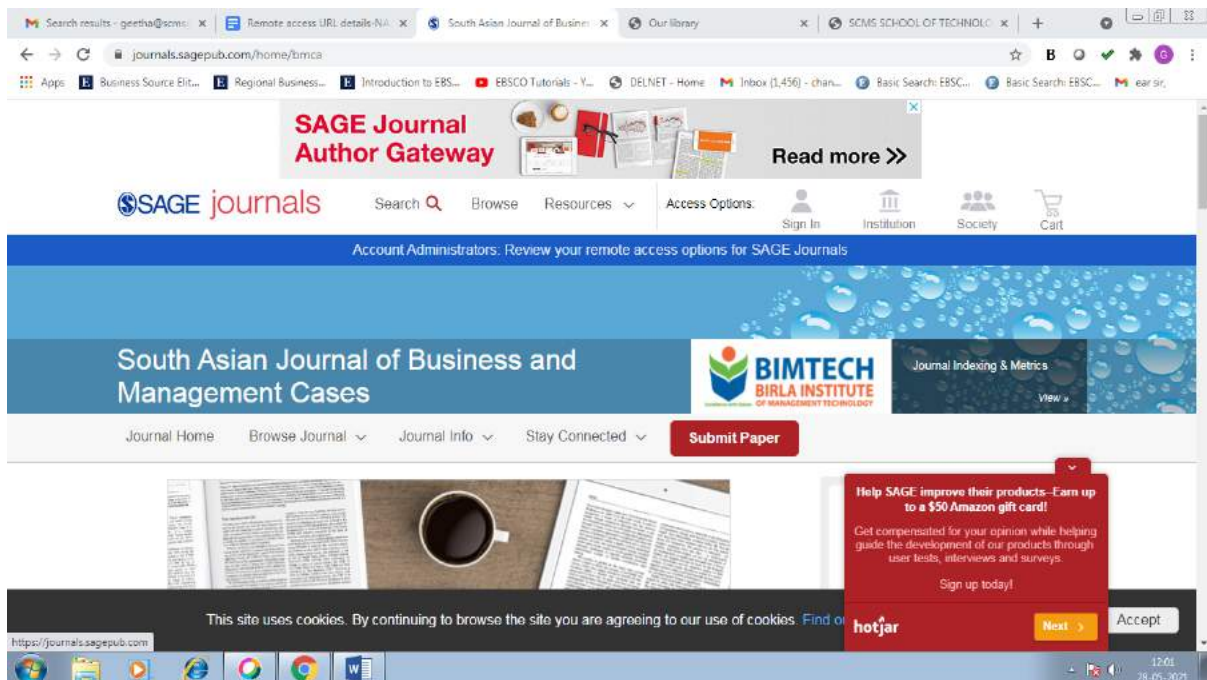 Search results - geetha@scms
Remote access URL details-NA
South Asian Journal of Busines
Our library
SCMS SCHOOL OF TECHNOLO
journals.sagepub.com/home/bmca
B
G
Apps
Business Source Elit...
Regional Business...
Introduction to EBS...
EBSCO Tutorials - Y...
DELNET - Home
Inbox (1,456) - chan...
Basic Search: EBSC...
Basic Search: EBSC...
ear sir,
SAGE Journal
Author Gateway
Read more >>
SAGE journals
Search
Browse
Resources
Access Options:
Sign In
Institution
Society
Cart
Account Administrators: Review your remote access options for SAGE Journals
South Asian Journal of Business and
Management Cases
BIMTECH
BIRLA INSTITUTE
OF MANAGEMENT TECHNOLOGY
Journal Indexing & Metrics
View »
Journal Home
Browse Journal
Journal Info
Stay Connected
Submit Paper
Help SAGE improve their products–Earn up
to a $50 Amazon gift card!
Get compensated for your opinion while helping
guide the development of our products through
user tests, interviews and surveys.
Sign up today!
hotjar
Next >
This site uses cookies. By continuing to browse the site you are agreeing to our use of cookies. Find o
Accept
https://journals.sagepub.com
12:01
28-05-2021